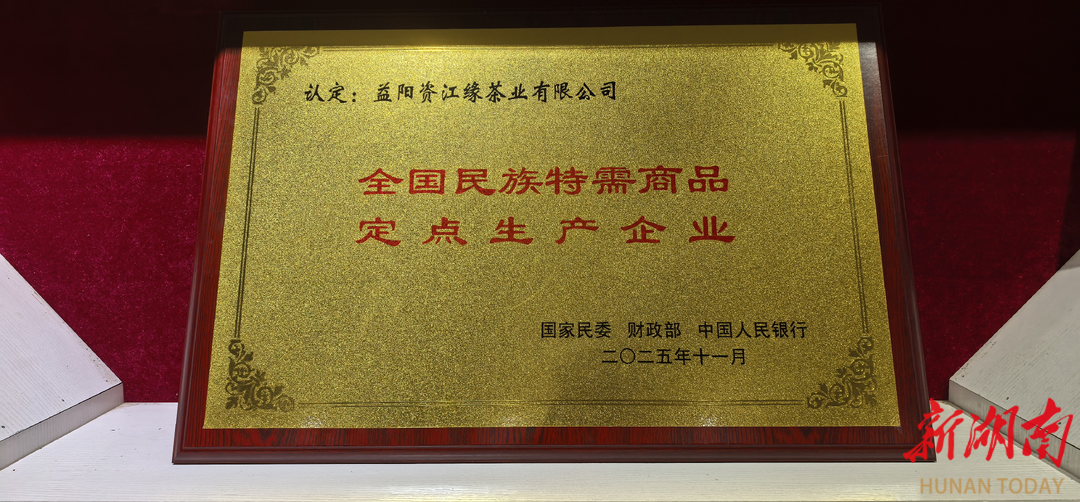 认定：益阳资江缘茶业有限公司
全国民族特需商品
定点生产企业
国家民委 财政部 中国人民银行
二〇二五年十一月
新湖南
HUNAN TODAY